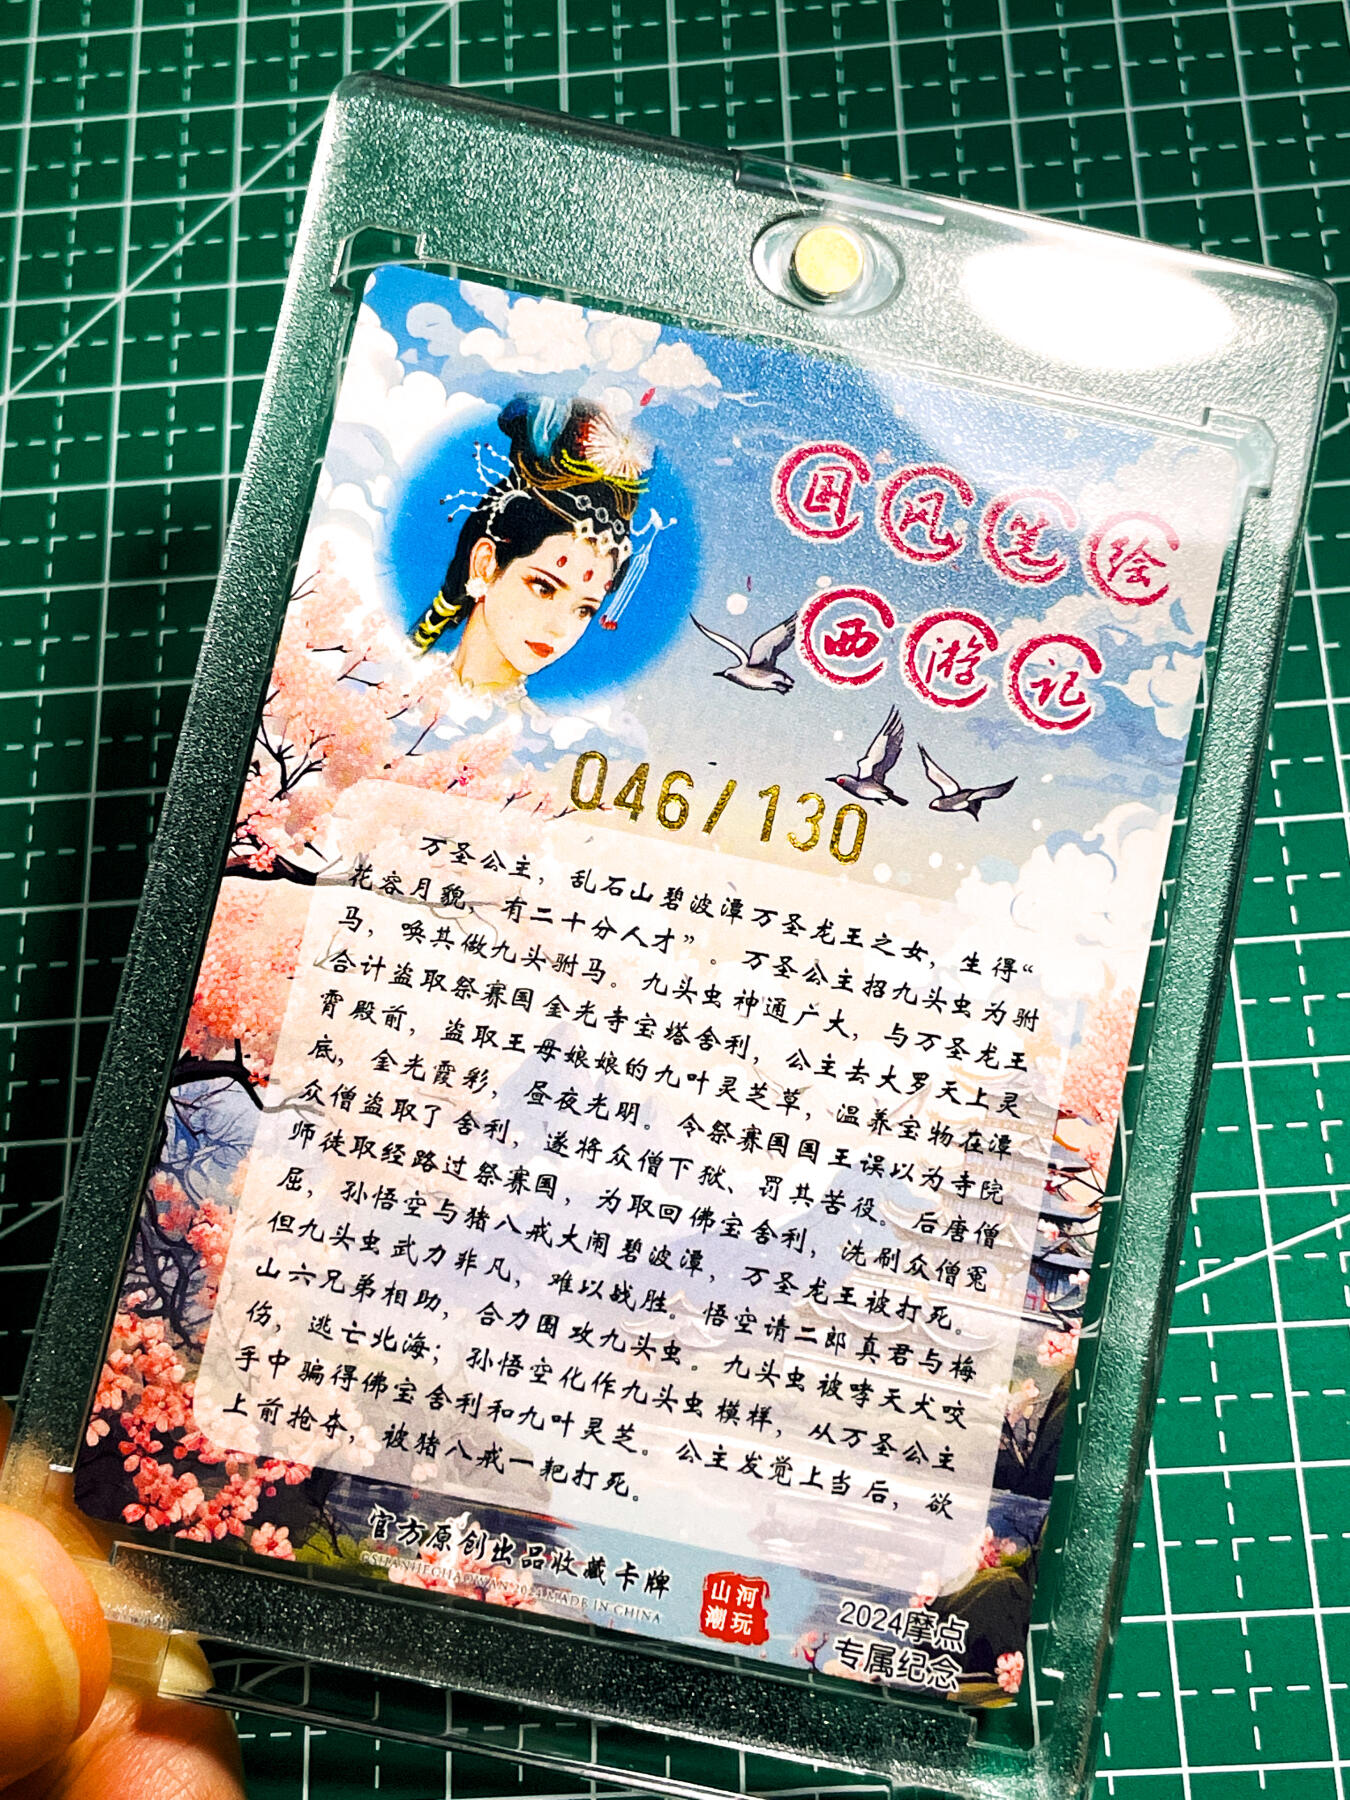 国风笔绘
西游记
046/130
万圣公主，乱石山碧波潭万圣龙王之女，生得“
花容月貌，有二十分人才”。万圣公主招九头虫为驸
马，唤其做九头驸马。九头虫神通广大，与万圣龙王
合计盗取祭赛国金光寺宝塔舍利，公主去大罗天上灵
霄殿前，盗取王母娘娘的九叶灵芝草，温养宝物在潭
底，金光霞彩，昼夜光明。令祭赛国国王误以为寺院
众僧盗取了舍利，遂将众僧下狱、罚其苦役。后唐僧
师徒取经路过祭赛国，为取回佛宝舍利，洗刷众僧冤
屈，孙悟空与猪八戒大闹碧波潭，万圣龙王被打死。
但九头虫武力非凡，难以战胜。悟空请二郎真君与梅
山六兄弟相助，合力围攻九头虫。九头虫被哮天犬咬
伤，逃亡北海；孙悟空化作九头虫模样，从万圣公主
手中骗得佛宝舍利和九叶灵芝。公主发觉上当后，欲
上前抢夺，被猪八戒一耙打死。
官方原创出品收藏卡牌
©SHANHECHAOWAN 2024 MADE IN CHINA
山河
潮玩
2024摩点
专属纪念